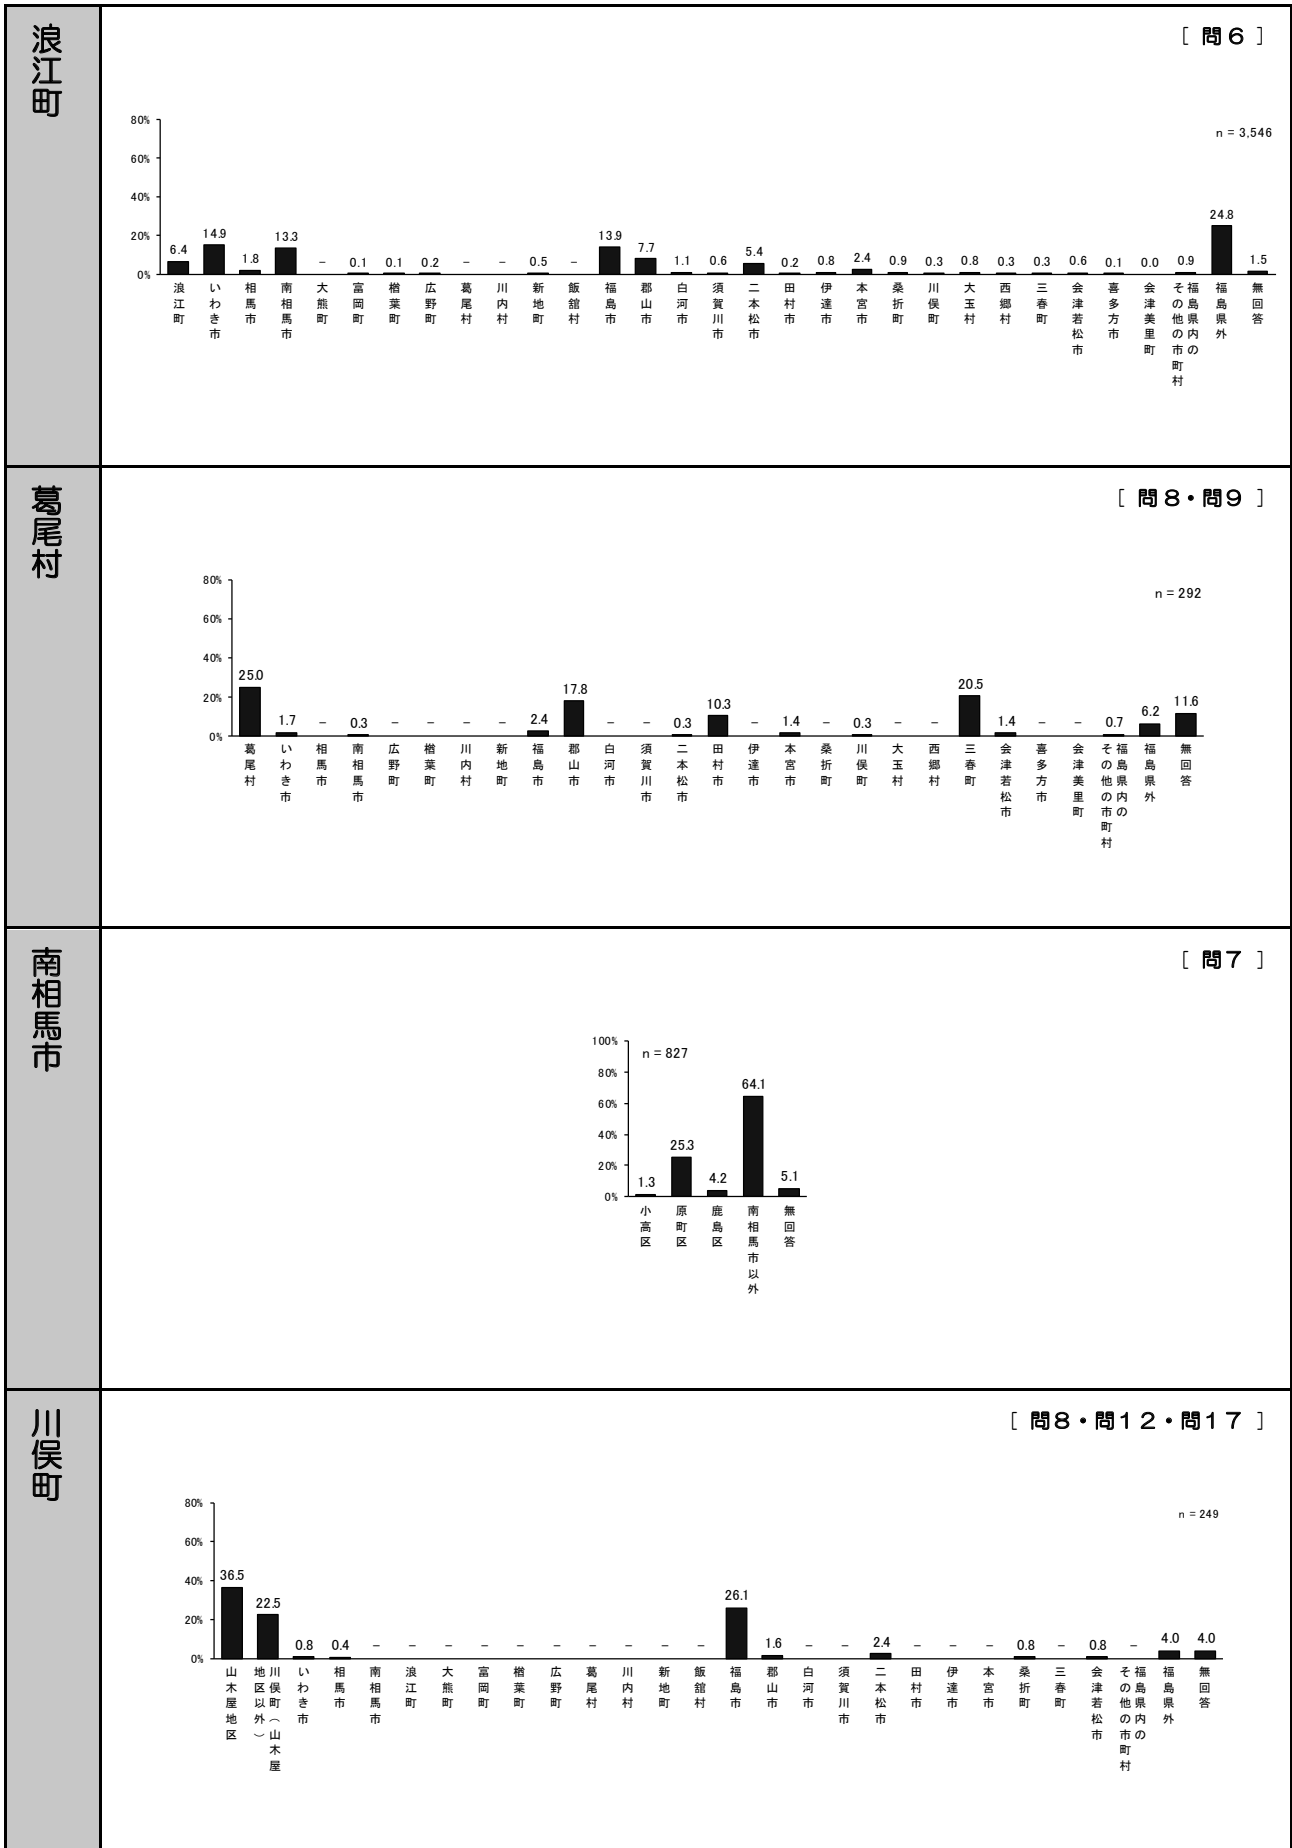 浪江町
［ 問６ ］
n = 3,546
80%
60%
40%
20%
0%
6.4
14.9
1.8
13.3
–
0.1
0.1
0.2
–
–
0.5
–
13.9
7.7
1.1
0.6
5.4
0.2
0.8
2.4
0.9
0.3
0.8
0.3
0.3
0.6
0.1
0.0
0.9
24.8
1.5
浪江町
いわき市
相馬市
南相馬市
大熊町
富岡町
楢葉町
広野町
葛尾村
川内村
新地町
飯舘村
福島市
郡山市
白河市
須賀川市
二本松市
田村市
伊達市
本宮市
桑折町
川俣町
大玉村
西郷村
三春町
会津若松市
喜多方市
会津美里町
福島県内の
その他の市町村
福島県外
無回答
葛尾村
［ 問８・問９ ］
n = 292
80%
60%
40%
20%
0%
25.0
1.7
–
0.3
–
–
–
–
2.4
17.8
–
–
0.3
10.3
–
1.4
–
0.3
–
–
20.5
1.4
–
–
0.7
6.2
11.6
葛尾村
いわき市
相馬市
南相馬市
広野町
楢葉町
川内村
新地町
福島市
郡山市
白河市
須賀川市
二本松市
田村市
伊達市
本宮市
桑折町
川俣町
大玉村
西郷村
三春町
会津若松市
喜多方市
会津美里町
福島県内の
その他の市町村
福島県外
無回答
南相馬市
［ 問７ ］
n = 827
100%
80%
60%
40%
20%
0%
1.3
25.3
4.2
64.1
5.1
小高区
原町区
鹿島区
南相馬市以外
無回答
川俣町
［ 問８・問１２・問１７ ］
n = 249
80%
60%
40%
20%
0%
36.5
22.5
0.8
0.4
–
–
–
–
–
–
–
–
–
–
26.1
1.6
–
–
2.4
–
–
–
0.8
–
0.8
–
4.0
4.0
山木屋地区
川俣町（山木屋
地区以外）
いわき市
相馬市
南相馬市
浪江町
大熊町
富岡町
楢葉町
広野町
葛尾村
川内村
新地町
飯舘村
福島市
郡山市
白河市
須賀川市
二本松市
田村市
伊達市
本宮市
桑折町
三春町
会津若松市
福島県内の
その他の市町村
福島県外
無回答